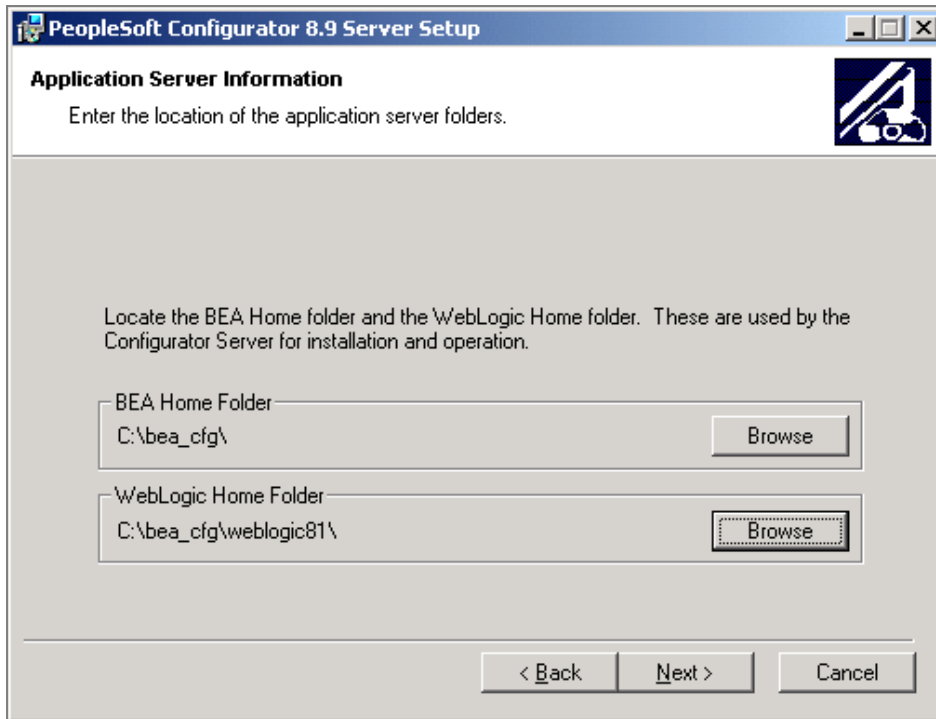 PeopleSoft Configurator 8.9 Server Setup
Application Server Information
Enter the location of the application server folders.
Locate the BEA Home folder and the WebLogic Home folder.  These are used by the
Configurator Server for installation and operation.
BEA Home Folder
C:\bea_cfg\
Browse
WebLogic Home Folder
C:\bea_cfg\weblogic81\
Browse
< Back
Next >
Cancel